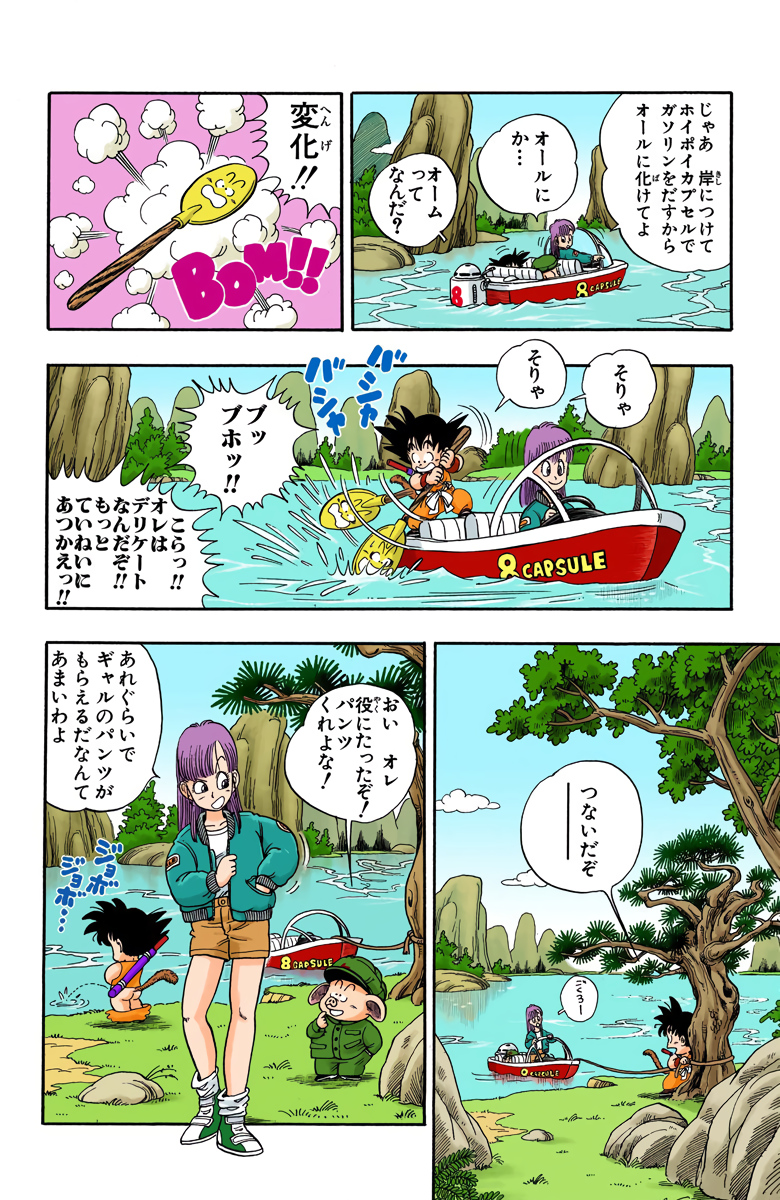 じゃあ 岸につけて
ホイポイカプセルで
ガソリンをだすから
オールに化けてよ
オールに
か…
オーム
って
なんだ?
8
8 CAPSULE
変化!!
BOM!!
そりゃ
そりゃ
バシャ
バシャ
ブッ
ブホッ!!
こらっ!!
オレは
デリケート
なんだぞ!!
もっと
ていねいに
あつかえっ!!
8 CAPSULE
つないだぞ
――
ごくろー
8 CAPSULE
おい オレ
役にたったぞ!
パンツ
くれよな!
あれぐらいで
ギャルのパンツが
もらえるだなんて
あまいわよ
ジョボ
ジョボ…
8 CAPSULE